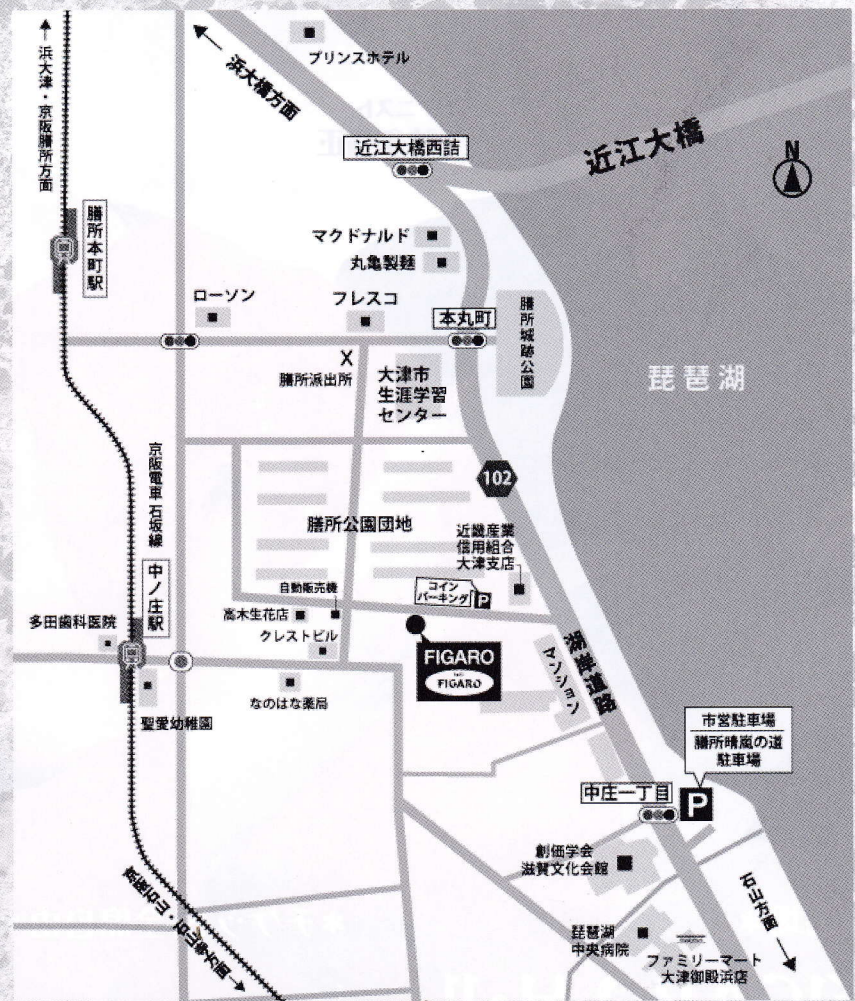 プリンスホテル
浜大津・京阪膳所方面
浜大橋方面
近江大橋西詰
近江大橋
N
膳所本町駅
マクドナルド
丸亀製麺
ローソン
フレスコ
本丸町
膳所城跡公園
琵琶湖
X
膳所派出所
大津市
生涯学習
センター
京阪電車 石坂線
102
膳所公園団地
近畿産業
信用組合
大津支店
中ノ庄駅
自動販売機
コイン
パーキング
P
高木生花店
多田歯科医院
クレストビル
FIGARO
FIGARO
湖岸道路
マンション
なのはな薬局
聖愛幼稚園
市営駐車場
膳所晴嵐の道
駐車場
中庄一丁目
P
創価学会
滋賀文化会館
石山方面
琵琶湖
中央病院
ファミリーマート
大津御殿浜店
京阪石山・石山寺方面